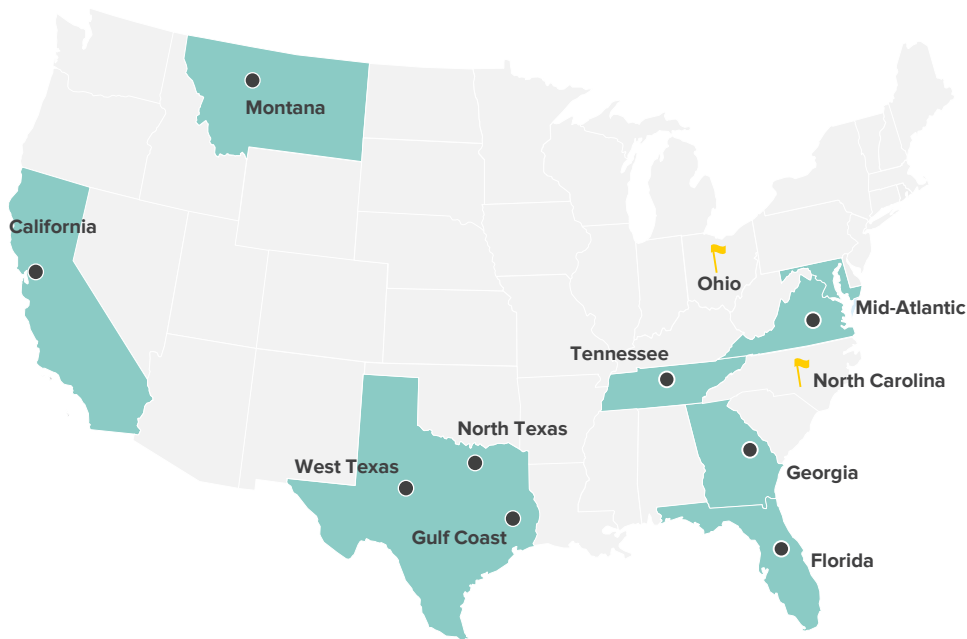 Montana
California
Ohio
Mid-Atlantic
Tennessee
North Carolina
North Texas
West Texas
Georgia
Gulf Coast
Florida